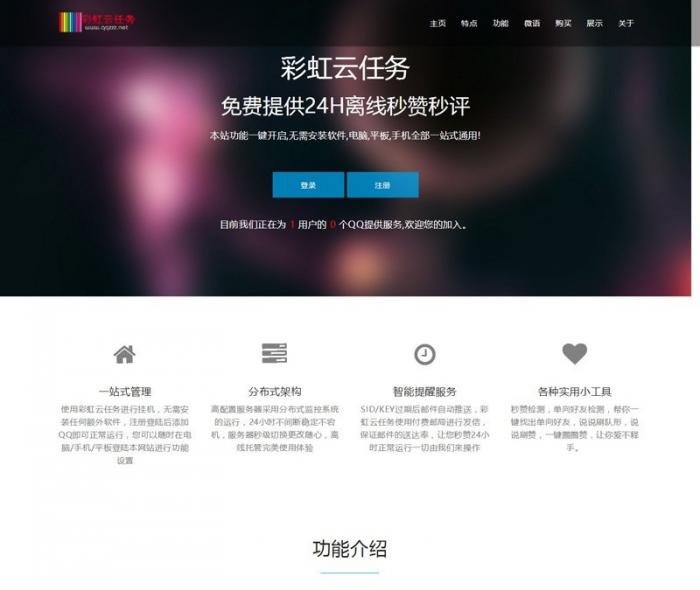 彩虹云任务
主页 特点 功能 微语 购买 展示 关于
彩虹云任务
免费提供24H离线秒赞秒评
本站功能一键开启,无需安装软件,电脑,平板,手机全部一站式通用!
登录 注册
目前我们正在为 1 用户的 0 个QQ提供服务,欢迎您的加入。
一站式管理
使用彩虹云任务进行挂机，无需安
装任何额外软件，注册登陆后添加
QQ即可正常运行，您可以随时在电
脑/手机/平板登陆本网站进行功能
设置
分布式架构
高配置服务器采用分布式监控系统
的运行，24小时不间断稳定不宕
机，服务器秒级切换更改随心，离
线托管完美使用体验
智能提醒服务
SID/KEY过期后邮件自动推送，彩
虹云任务使用付费邮局进行发信，
保证邮件的送达率，让您秒赞24小
时正常运行一切由我们来操作
各种实用小工具
秒赞检测，单向好友检测，帮你一
键找出单向好友，说说刷队形，说
说刷赞，一键圈圈赞，让你爱不释
手。
功能介绍